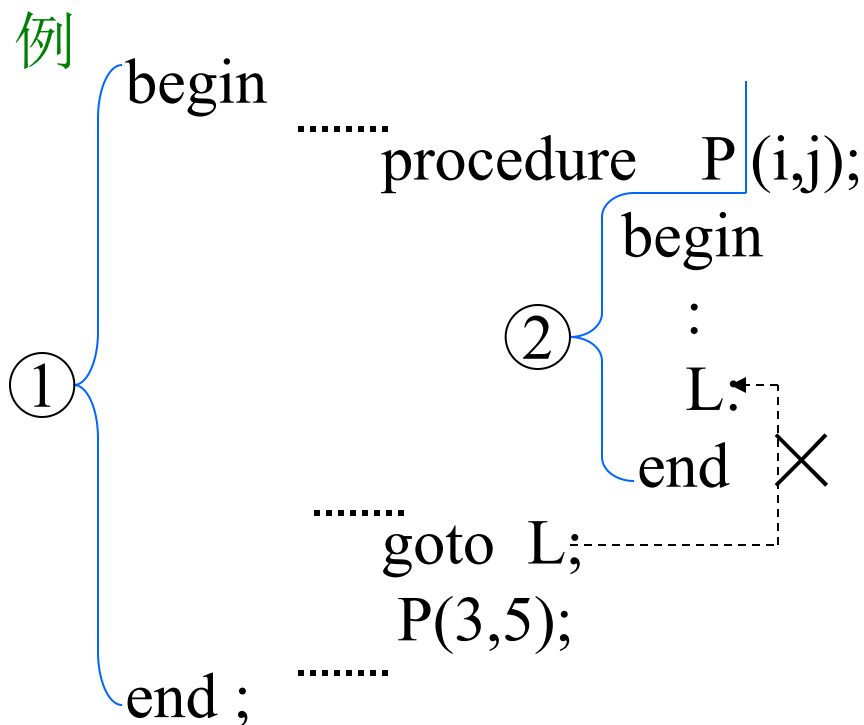 例
begin
procedure P (i,j);
begin
:
② 
①
L:
end
goto L;
P(3,5);
end ;